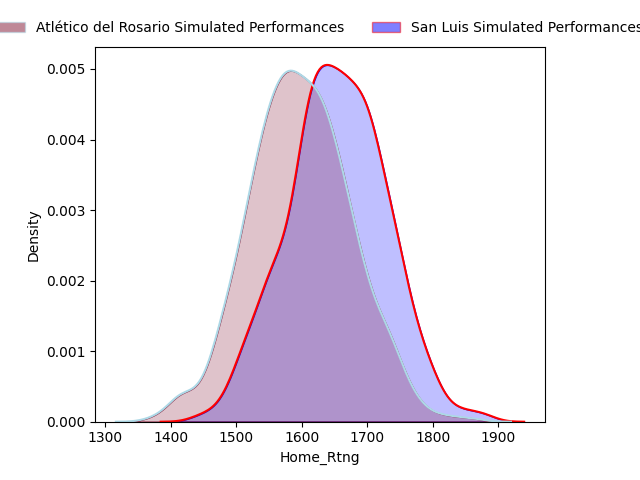 Atlético del Rosario Simulated Performances San Luis Simulated Performances
0.005
0.004
0.003
0.002
0.001
0.000
Density
1300 1400 1500 1600 1700 1800 1900
Home_Rtng